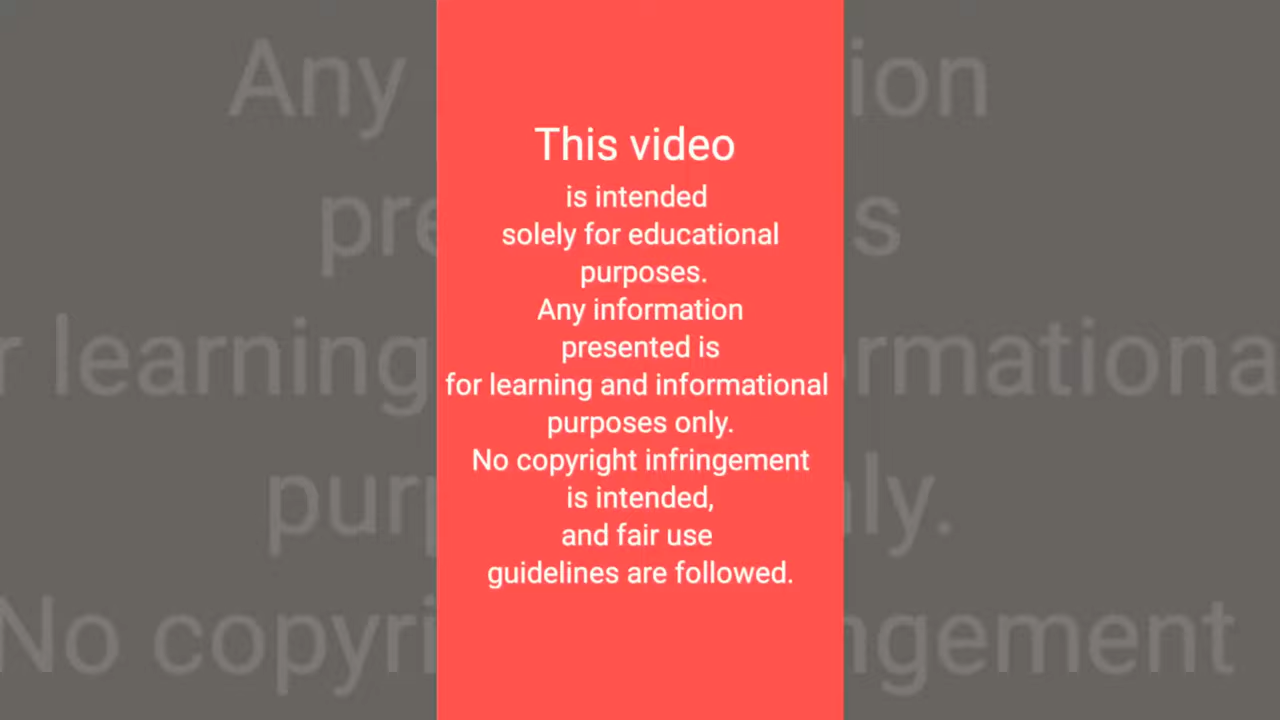 This video
is intended
solely for educational
purposes.
Any information
presented is
for learning and informational
purposes only.
No copyright infringement
is intended,
and fair use
guidelines are followed.